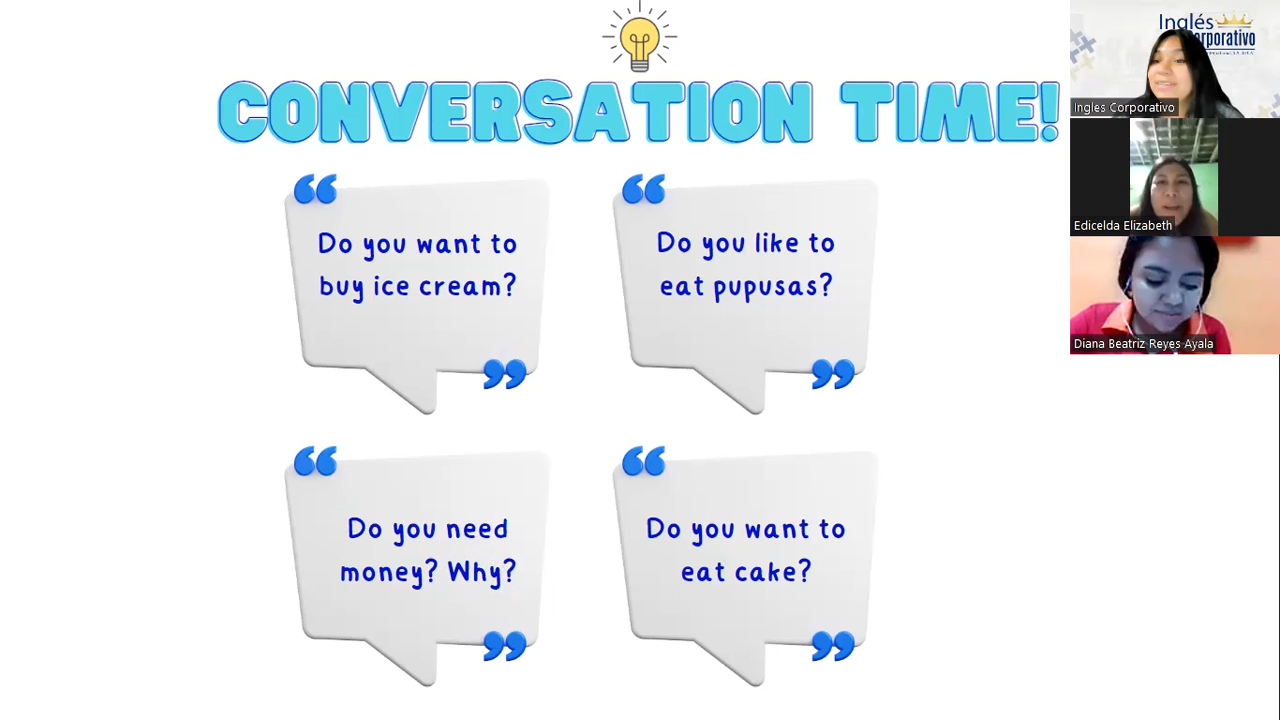 CONVERSATION TIME!
“
Do you want to
buy ice cream?
”
“
Do you like to
eat pupusas?
”
“
Do you need
money? Why?
”
“
Do you want to
eat cake?
”
Inglés
Corporativo
Ingles Corporativo
Edicelda Elizabeth
Diana Beatriz Reyes Ayala